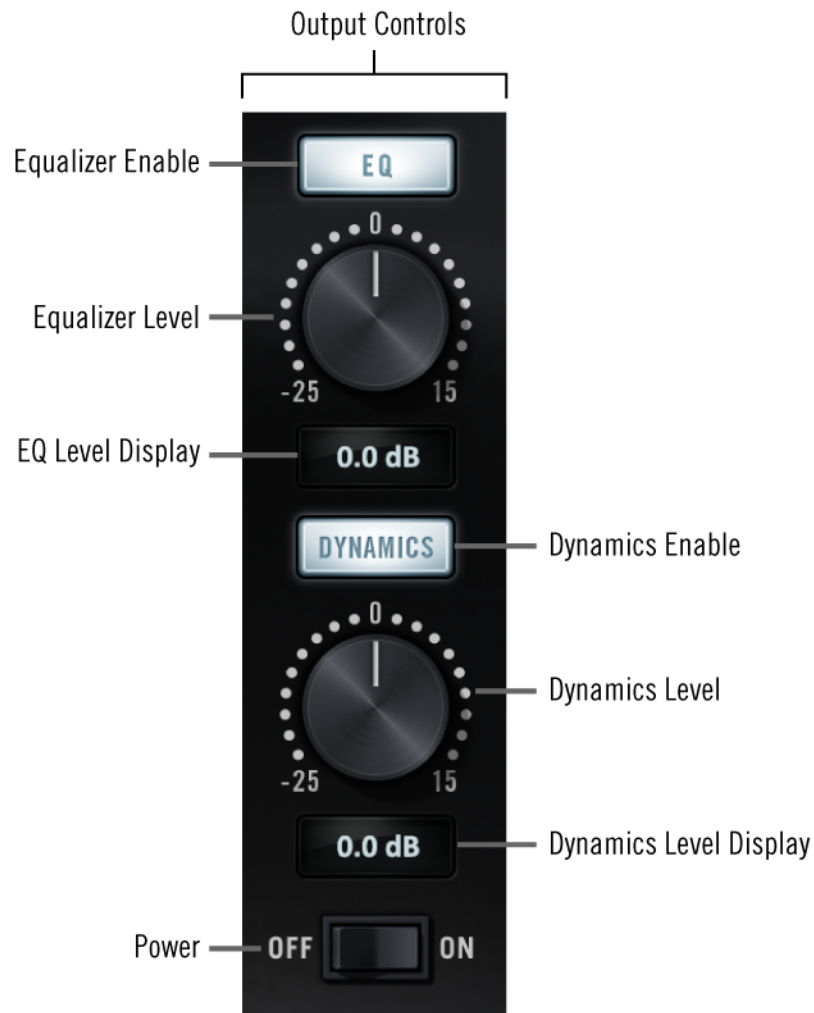 Output Controls
Equalizer Enable
EQ
0
Equalizer Level
-25
15
EQ Level Display
0.0 dB
DYNAMICS
Dynamics Enable
0
Dynamics Level
-25
15
0.0 dB
Dynamics Level Display
Power
OFF
ON